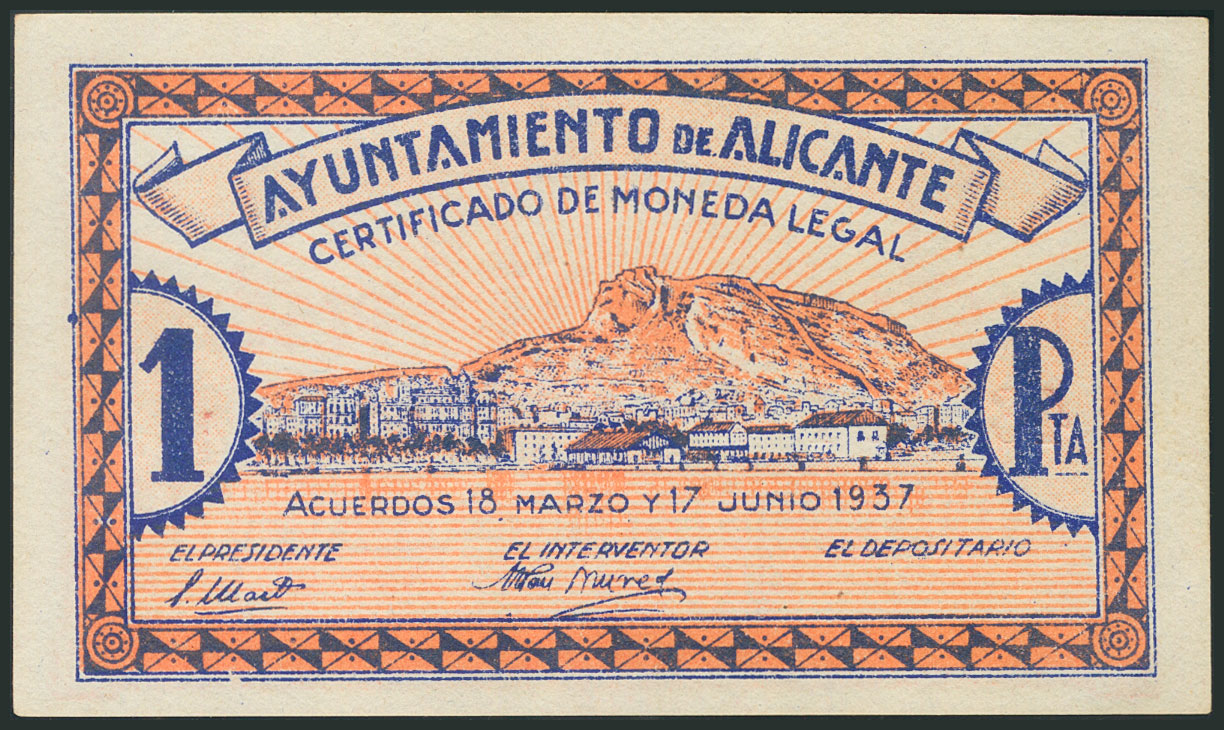 AYUNTAMIENTO DE ALICANTE
CERTIFICADO DE MONEDA LEGAL
1
PTA
ACUERDOS 18 MARZO Y 17 JUNIO 1937
EL PRESIDENTE
EL INTERVENTOR
EL DEPOSITARIO